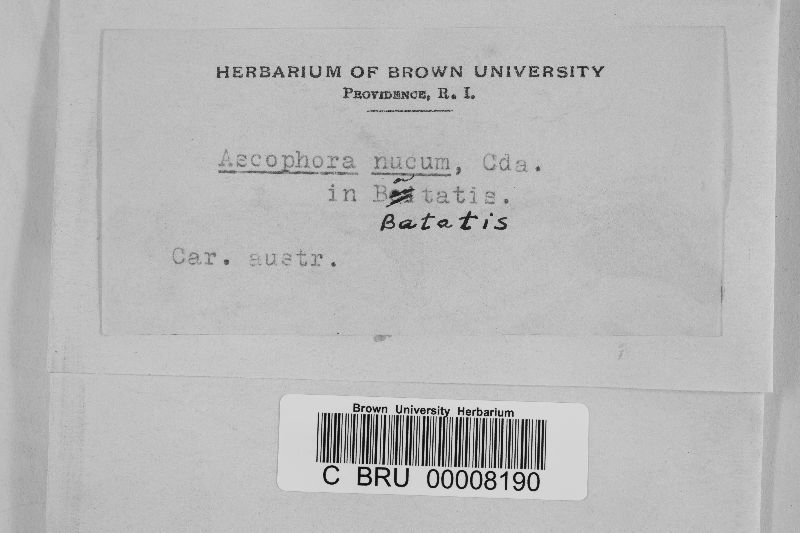 HERBARIUM OF BROWN UNIVERSITY
PROVIDENCE, R. I.
Ascophora nucum, Cda.
in Batatis.
Batatis
Car. austr.
Brown University Herbarium
C BRU 00008190